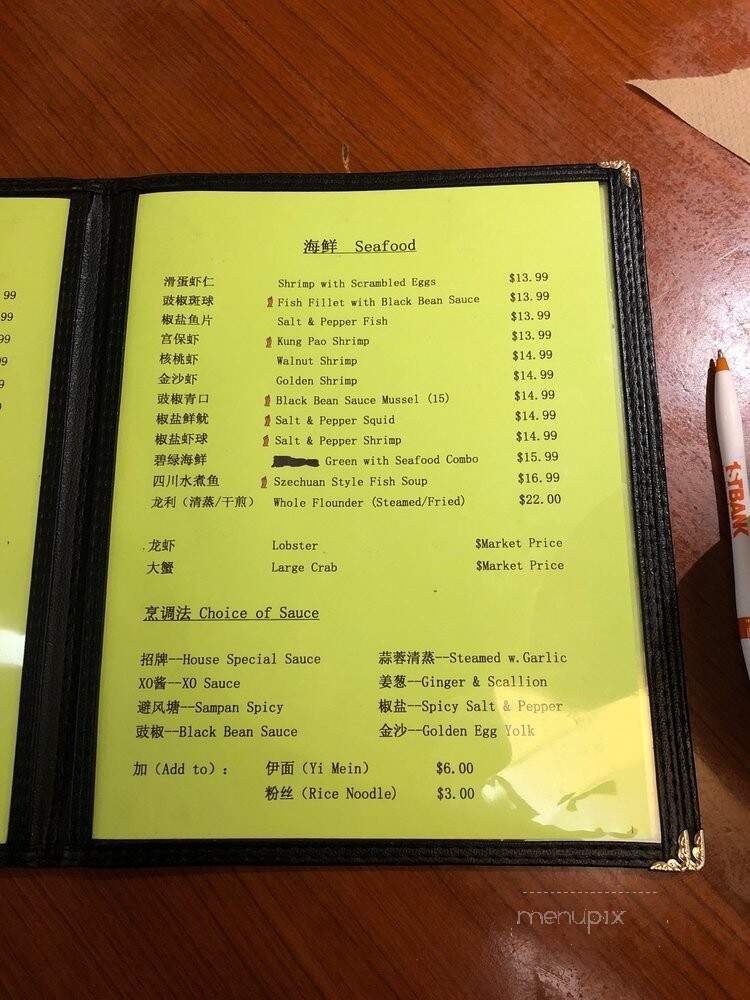 海鲜 Seafood
滑蛋虾仁 Shrimp with Scrambled Eggs $13.99
豉椒斑球 Fish Fillet with Black Bean Sauce $13.99
椒盐鱼片 Salt & Pepper Fish $13.99
宫保虾 Kung Pao Shrimp $13.99
核桃虾 Walnut Shrimp $14.99
金沙虾 Golden Shrimp $14.99
豉椒青口 Black Bean Sauce Mussel (15) $14.99
椒盐鲜鱿 Salt & Pepper Squid $14.99
椒盐虾球 Salt & Pepper Shrimp $14.99
碧绿海鲜 Green with Seafood Combo $15.99
四川水煮鱼 Szechuan Style Fish Soup $16.99
龙利（清蒸/干煎） Whole Flounder (Steamed/Fried) $22.00
龙虾 Lobster $Market Price
大蟹 Large Crab $Market Price
烹调法 Choice of Sauce
招牌--House Special Sauce 蒜蓉清蒸--Steamed w.Garlic
XO酱--XO Sauce 姜葱--Ginger & Scallion
避风塘--Sampan Spicy 椒盐--Spicy Salt & Pepper
豉椒--Black Bean Sauce 金沙--Golden Egg Yolk
加（Add to）： 伊面（Yi Mein） $6.00
粉丝（Rice Noodle） $3.00
99
99
99
99
9
1STBANK
menupix